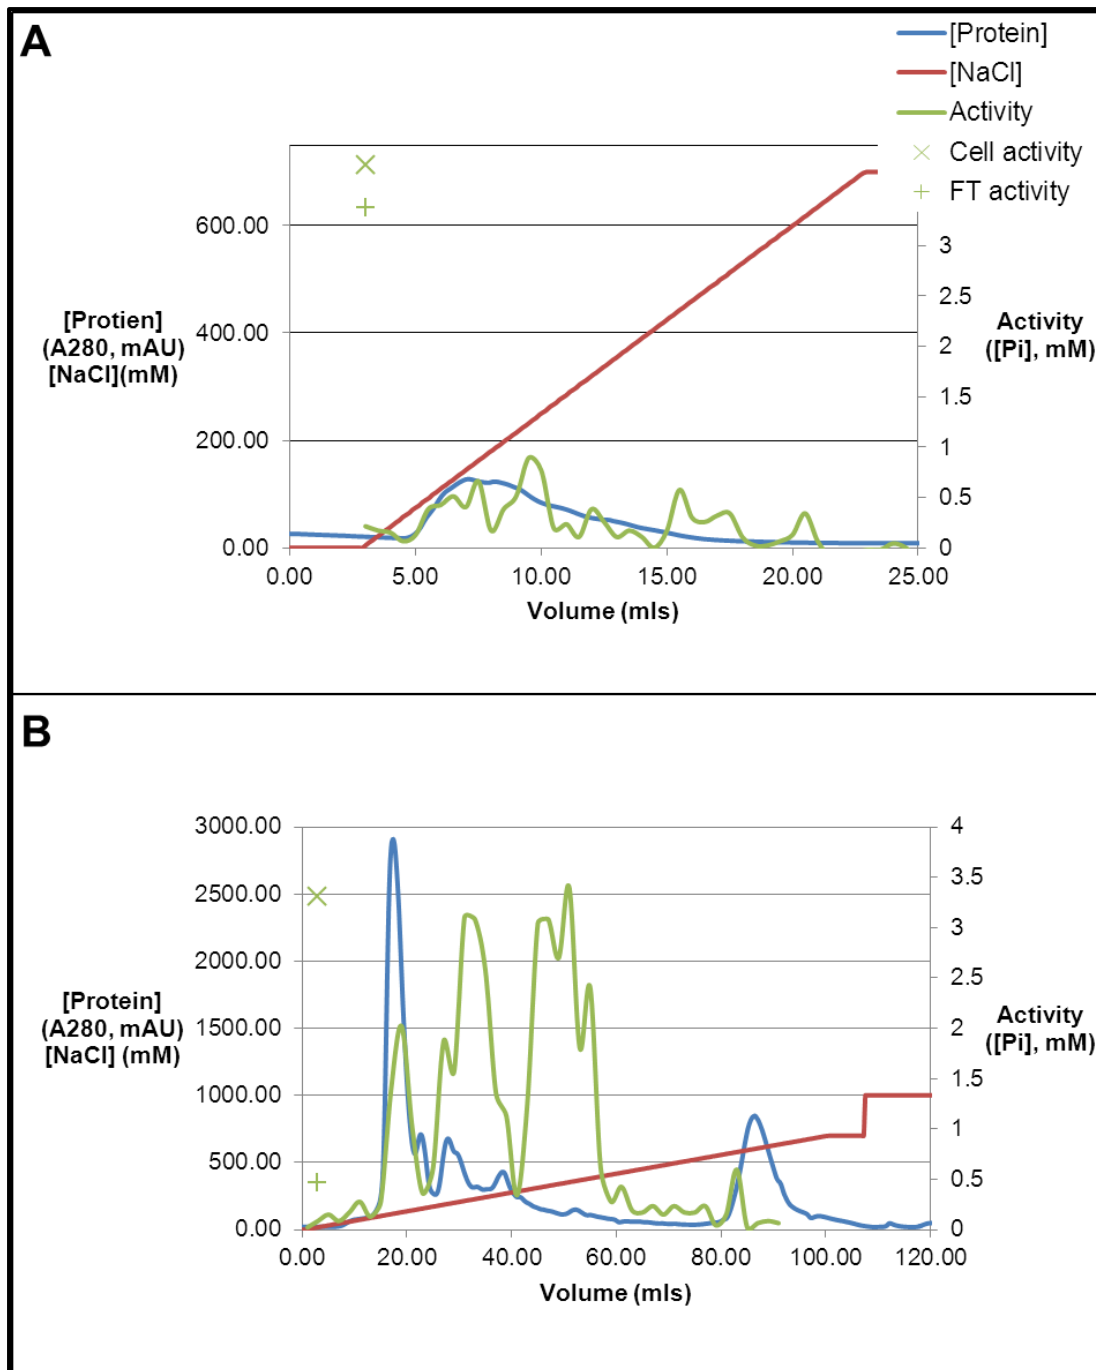 A
[Protein]
[NaCl]
Activity
Cell activity
FT activity
600.00
400.00
200.00
0.00
[Protien]
(A280, mAU)
[NaCl](mM)
3
2.5
2
1.5
1
0.5
0
Activity
([Pi], mM)
0.00 5.00 10.00 15.00 20.00 25.00
Volume (mls)
B
3000.00
2500.00
2000.00
1500.00
1000.00
500.00
0.00
[Protein]
(A280, mAU)
[NaCl] (mM)
4
3.5
3
2.5
2
1.5
1
0.5
0
Activity
([Pi], mM)
0.00 20.00 40.00 60.00 80.00 100.00 120.00
Volume (mls)